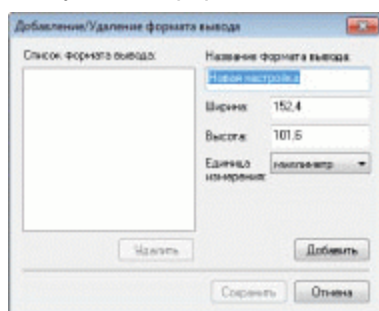 Добавление/Удаление формата вывода
Список формата вывода:
Название формата вывода:
Новая настройка
Ширина: 152,4
Высота: 101,6
Единица измерения: миллиметр
Удалить
Добавить
Сохранить
Отмена